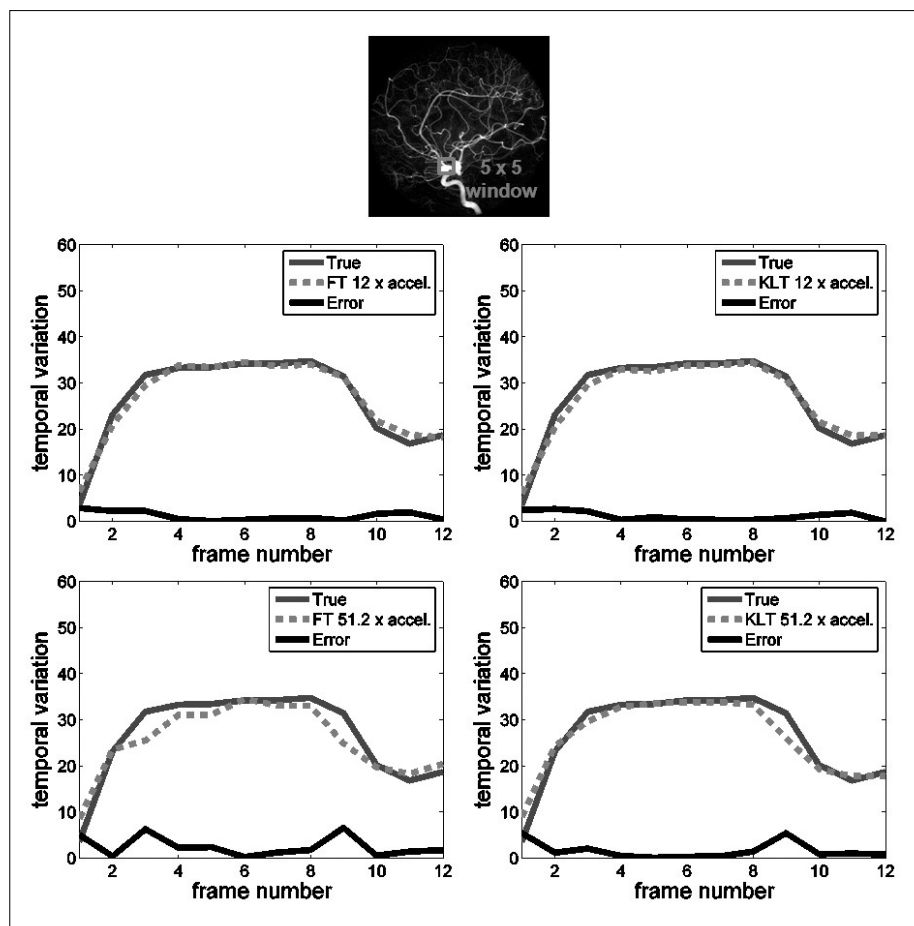 5 x 5
window
60
50
40
30
20
10
0
temporal variation
True
FT 12 x accel.
Error
2
4
6
8
10
12
frame number
60
50
40
30
20
10
0
temporal variation
True
KLT 12 x accel.
Error
2
4
6
8
10
12
frame number
60
50
40
30
20
10
0
temporal variation
True
FT 51.2 x accel.
Error
2
4
6
8
10
12
frame number
60
50
40
30
20
10
0
temporal variation
True
KLT 51.2 x accel.
Error
2
4
6
8
10
12
frame number